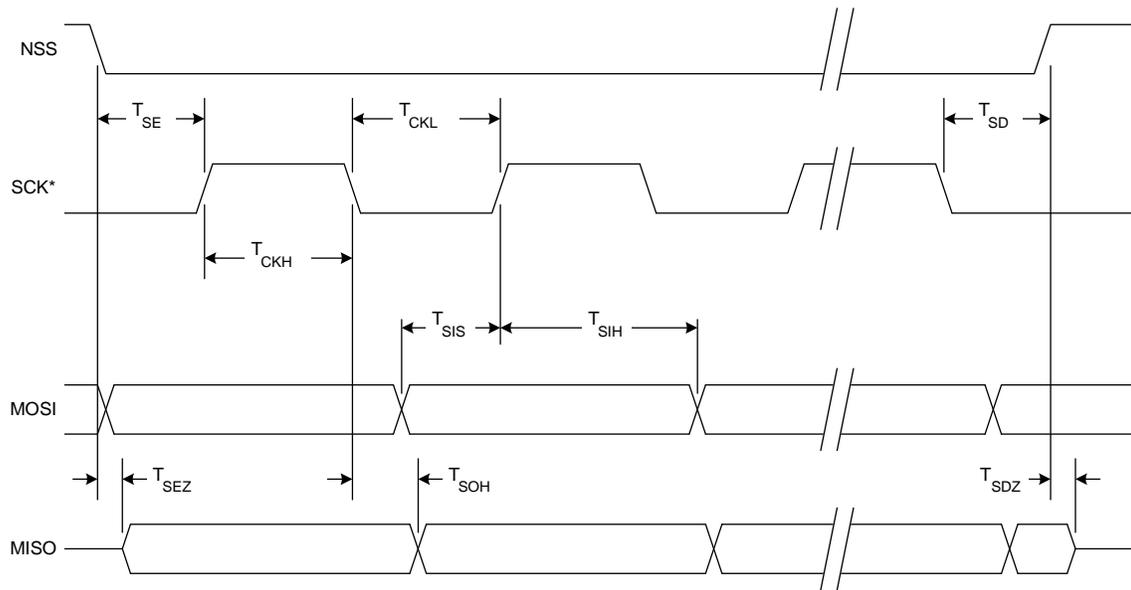 NSS
T_SE
T_CKL
T_SD
SCK*
T_CKH
T_SIS
T_SIH
MOSI
T_SEZ
T_SOH
T_SDZ
MISO